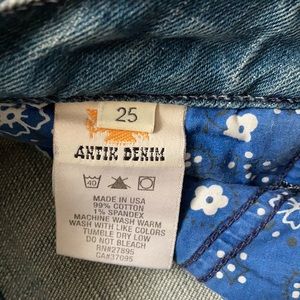 25
ANTIK DENIM
40
MADE IN USA
99% COTTON
1% SPANDEX
MACHINE WASH WARM
WASH WITH LIKE COLORS
TUMBLE DRY LOW
DO NOT BLEACH
RN#27895
CA#37095